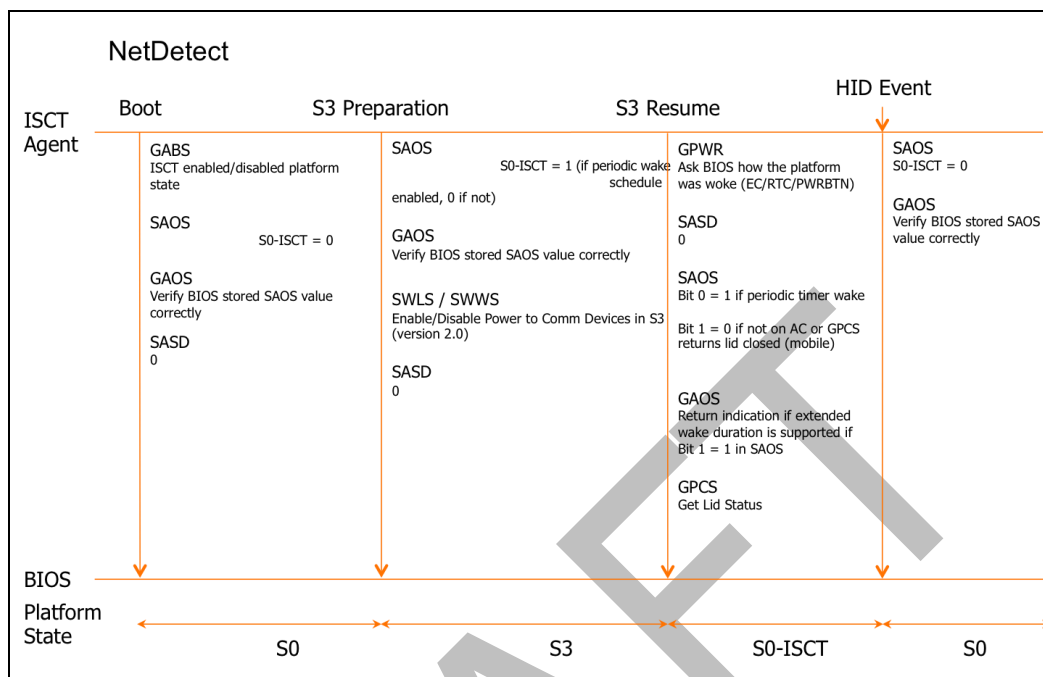 NetDetect
HID Event
Boot
S3 Preparation
S3 Resume
ISCT
Agent
GABS
ISCT enabled/disabled platform
state
SAOS
S0-ISCT = 0
GAOS
Verify BIOS stored SAOS value
correctly
SASD
0
SAOS
S0-ISCT = 1 (if periodic wake
schedule
enabled, 0 if not)
GAOS
Verify BIOS stored SAOS value correctly
SWLS / SWWS
Enable/Disable Power to Comm Devices in S3
(version 2.0)
SASD
0
GPWR
Ask BIOS how the platform
was woke (EC/RTC/PWRBTN)
SASD
0
SAOS
Bit 0 = 1 if periodic timer wake
Bit 1 = 0 if not on AC or GPCS
returns lid closed (mobile)
GAOS
Return indication if extended
wake duration is supported if
Bit 1 = 1 in SAOS
GPCS
Get Lid Status
SAOS
S0-ISCT = 0
GAOS
Verify BIOS stored SAOS
value correctly
BIOS
Platform
State
S0
S3
S0-ISCT
S0